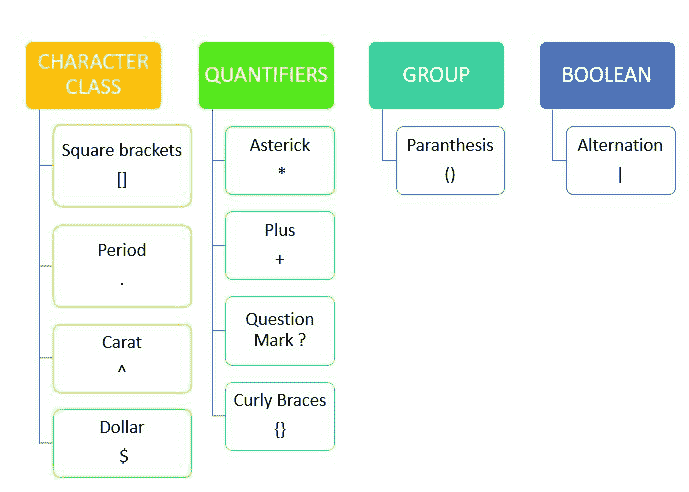 CHARACTER
CLASS
Square brackets
[]
Period
.
Carat
^
Dollar
$
QUANTIFIERS
Asterick
*
Plus
+
Question
Mark ?
Curly Braces
{}
GROUP
Paranthesis
()
BOOLEAN
Alternation
|